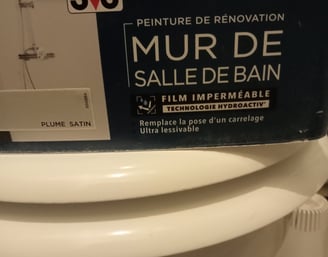 V33
PEINTURE DE RÉNOVATION
MUR DE
SALLE DE BAIN
FILM IMPERMÉABLE
TECHNOLOGIE HYDROACTIV'
Remplace la pose d'un carrelage
Ultra lessivable
PLUME SATIN